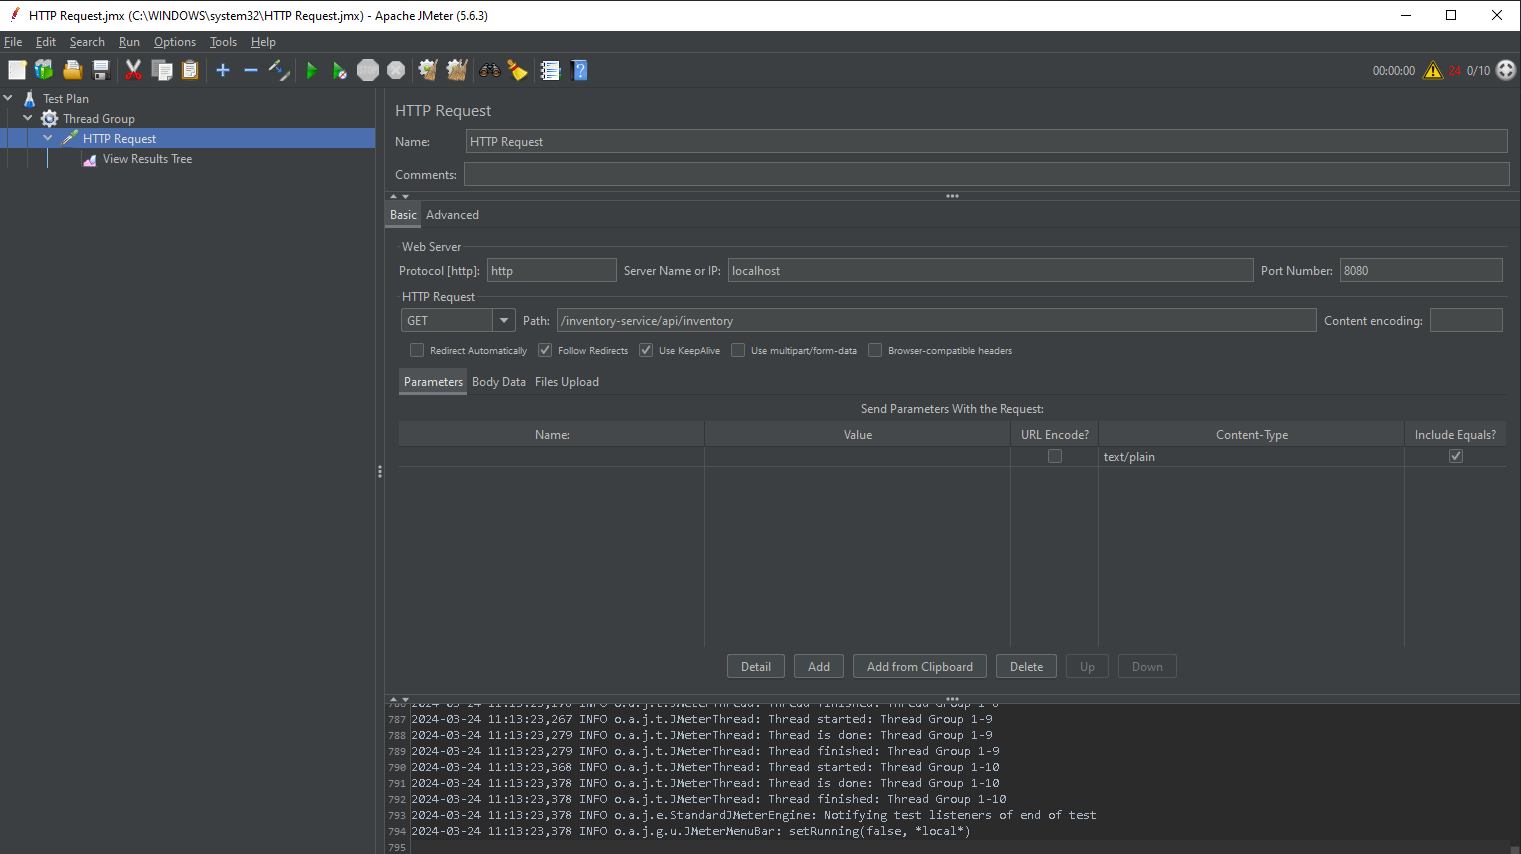 HTTP Request.jmx (C:\WINDOWS\system32\HTTP Request.jmx) - Apache JMeter (5.6.3)
File Edit Search Run Options Tools Help
STOP
00:00:00 24 0/10
Test Plan
Thread Group
HTTP Request
View Results Tree
HTTP Request
Name: HTTP Request
Comments:
Basic Advanced
Web Server
Protocol [http]: http Server Name or IP: localhost Port Number: 8080
HTTP Request
GET Path: /inventory-service/api/inventory Content encoding:
Redirect Automatically Follow Redirects Use KeepAlive Use multipart/form-data Browser-compatible headers
Parameters Body Data Files Upload
Send Parameters With the Request:
Name: Value URL Encode? Content-Type Include Equals?
text/plain
Detail Add Add from Clipboard Delete Up Down
787 2024-03-24 11:13:23,267 INFO o.a.j.t.JMeterThread: Thread started: Thread Group 1-9
788 2024-03-24 11:13:23,279 INFO o.a.j.t.JMeterThread: Thread is done: Thread Group 1-9
789 2024-03-24 11:13:23,279 INFO o.a.j.t.JMeterThread: Thread finished: Thread Group 1-9
790 2024-03-24 11:13:23,368 INFO o.a.j.t.JMeterThread: Thread started: Thread Group 1-10
791 2024-03-24 11:13:23,378 INFO o.a.j.t.JMeterThread: Thread is done: Thread Group 1-10
792 2024-03-24 11:13:23,378 INFO o.a.j.t.JMeterThread: Thread finished: Thread Group 1-10
793 2024-03-24 11:13:23,378 INFO o.a.j.e.StandardJMeterEngine: Notifying test listeners of end of test
794 2024-03-24 11:13:23,378 INFO o.a.j.g.u.JMeterMenuBar: setRunning(false, *local*)
795